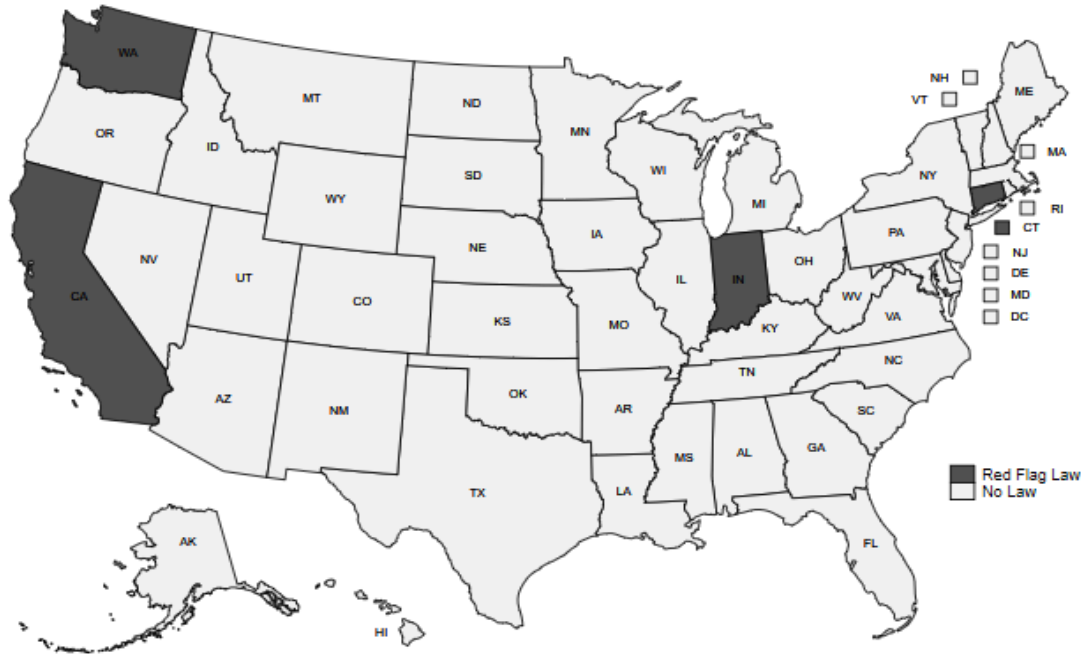 WA
MT
ND
MN
NH
VT
ME
OR
ID
SD
WI
MI
NY
MA
RI
CT
WY
IA
NE
PA
NJ
NV
UT
CO
IL
IN
OH
DE
MD
DC
CA
KS
MO
WV
VA
KY
AZ
NM
OK
AR
TN
NC
SC
MS
AL
GA
TX
LA
FL
Red Flag Law
No Law
AK
HI